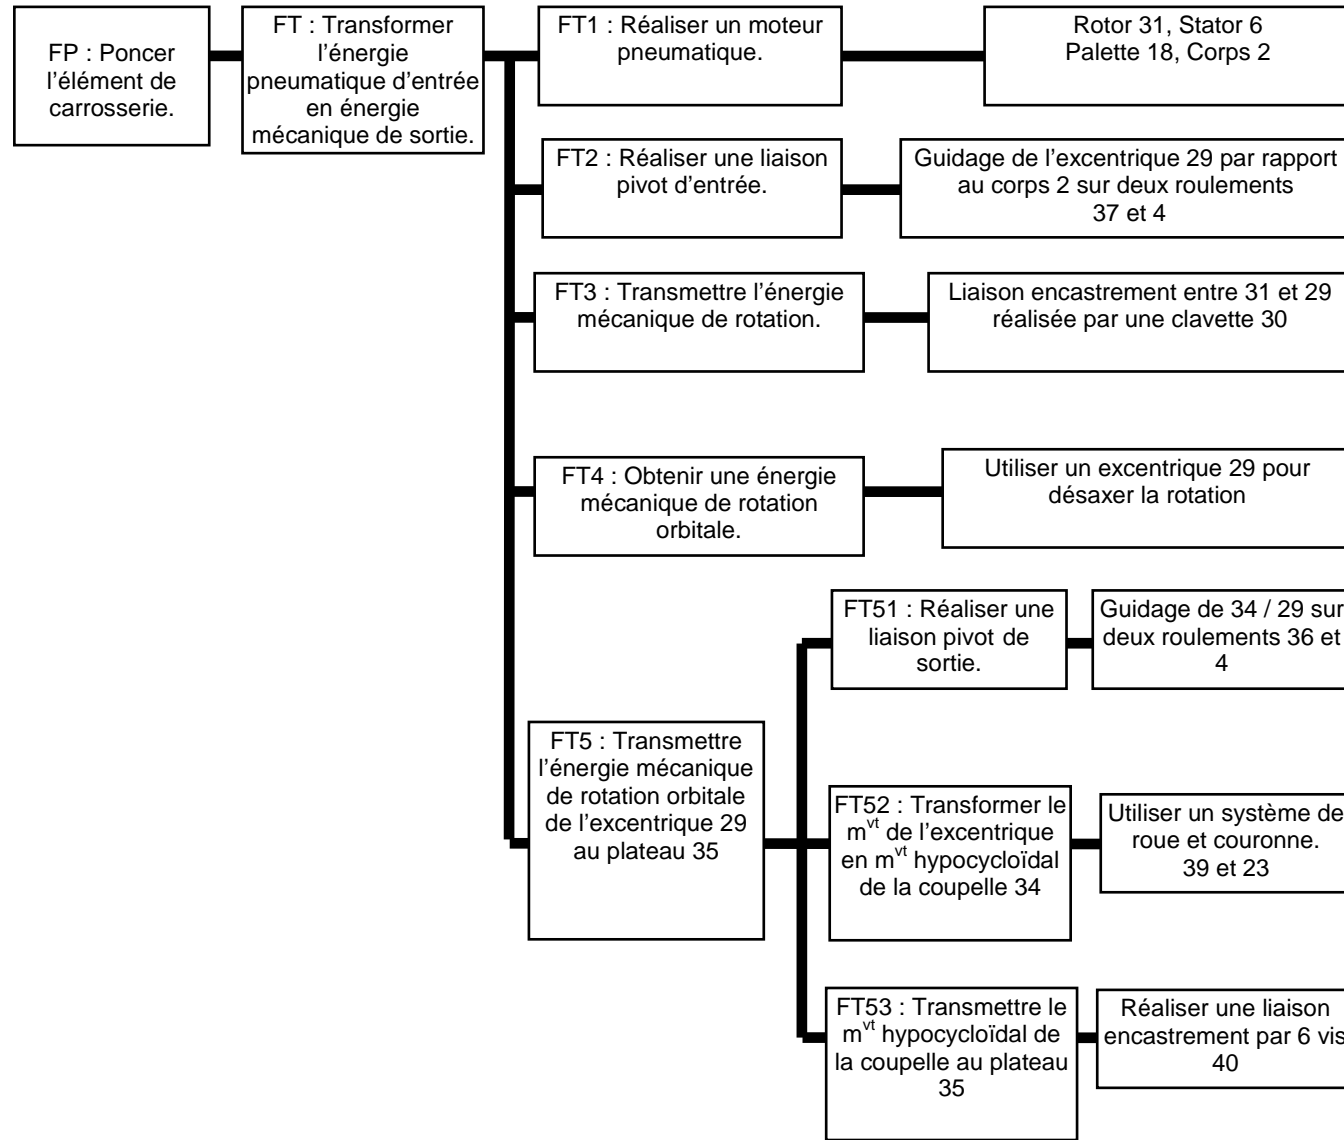 FP : Poncer
l’élément de
carrosserie.
FT : Transformer
l’énergie
pneumatique d’entrée
en énergie
mécanique de sortie.
FT1 : Réaliser un moteur
pneumatique.
Rotor 31, Stator 6
Palette 18, Corps 2
FT2 : Réaliser une liaison
pivot d’entrée.
Guidage de l’excentrique 29 par rapport
au corps 2 sur deux roulements
37 et 4
FT3 : Transmettre l’énergie
mécanique de rotation.
Liaison encastrement entre 31 et 29
réalisée par une clavette 30
FT4 : Obtenir une énergie
mécanique de rotation
orbitale.
Utiliser un excentrique 29 pour
désaxer la rotation
FT5 : Transmettre
l’énergie mécanique
de rotation orbitale
de l’excentrique 29
au plateau 35
FT51 : Réaliser une
liaison pivot de
sortie.
Guidage de 34 / 29 sur
deux roulements 36 et
4
FT52 : Transformer le
mvt de l’excentrique
en mvt hypocycloïdal
de la coupelle 34
Utiliser un système de
roue et couronne.
39 et 23
FT53 : Transmettre le
mvt hypocycloïdal de
la coupelle au plateau
35
Réaliser une liaison
encastrement par 6 vis
40